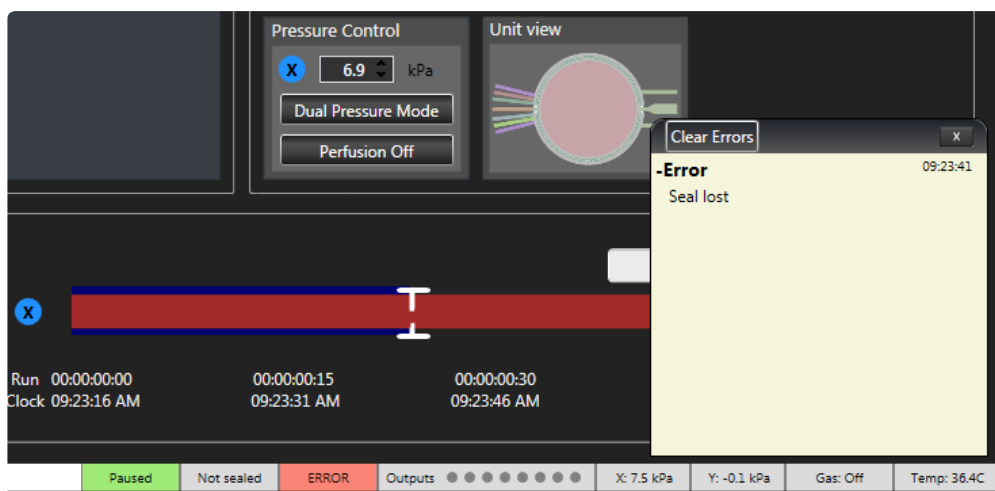 Pressure Control
X 6.9 kPa
Dual Pressure Mode
Perfusion Off
Unit view
Clear Errors x
-Error 09:23:41
Seal lost
X
Run 00:00:00:00 00:00:00:15 00:00:00:30
Clock 09:23:16 AM 09:23:31 AM 09:23:46 AM
Paused Not sealed ERROR Outputs X: 7.5 kPa Y: -0.1 kPa Gas: Off Temp: 36.4C